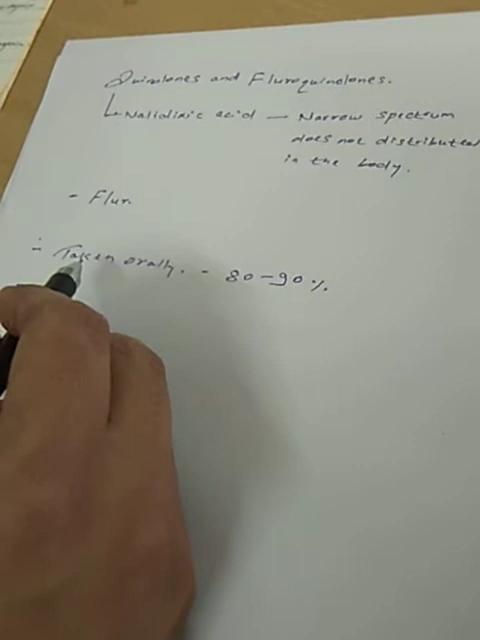 Quinolones and Fluroquinolones.
Nalidixic acid — Narrow spectrum
does not distributed
in the body.
- Flur.
- Taken orally. - 80-90%